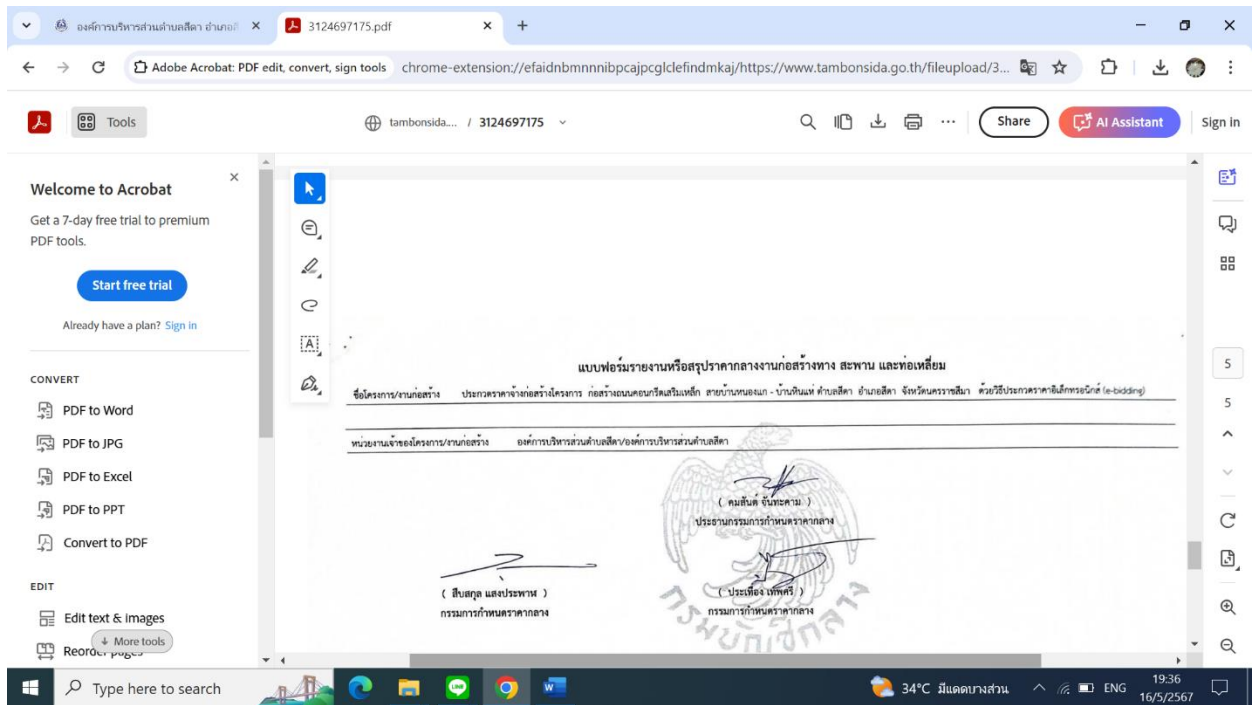 องค์การบริหารส่วนตำบลสีดา อำเภอสี
3124697175.pdf
Adobe Acrobat: PDF edit, convert, sign tools chrome-extension://efaidnbmnnnibpcajpcglclefindmkaj/https://www.tambonsida.go.th/fileupload/3...
Tools
tambonsida.... / 3124697175
Share
AI Assistant
Sign in
Welcome to Acrobat
Get a 7-day free trial to premium
PDF tools.
Start free trial
Already have a plan? Sign in
CONVERT
PDF to Word
PDF to JPG
PDF to Excel
PDF to PPT
Convert to PDF
EDIT
Edit text & images
More tools
Reorder pages
แบบฟอร์มรายงานหรือสรุปราคากลางงานก่อสร้างทาง สะพาน และท่อเหลี่ยม
ชื่อโครงการ/งานก่อสร้าง ประกวดราคาจ้างก่อสร้างโครงการ ก่อสร้างถนนคอนกรีตเสริมเหล็ก สายบ้านหนองแก - บ้านหินแห่ ตำบลสีดา อำเภอสีดา จังหวัดนครราชสีมา ด้วยวิธีประกวดราคาอิเล็กทรอนิกส์ (e-bidding)
หน่วยงานเจ้าของโครงการ/งานก่อสร้าง องค์การบริหารส่วนตำบลสีดา/องค์การบริหารส่วนตำบลสีดา
( คมสันต์ จันทะคาม )
ประธานกรรมการกำหนดราคากลาง
( สืบสกุล แสงประพาฬ )
กรรมการกำหนดราคากลาง
( ประเทือง เทพศรี )
กรรมการกำหนดราคากลาง
กรมบัญชีกลาง
5
5
Type here to search
34°C มีแดดบางส่วน
ENG
19:36
16/5/2567